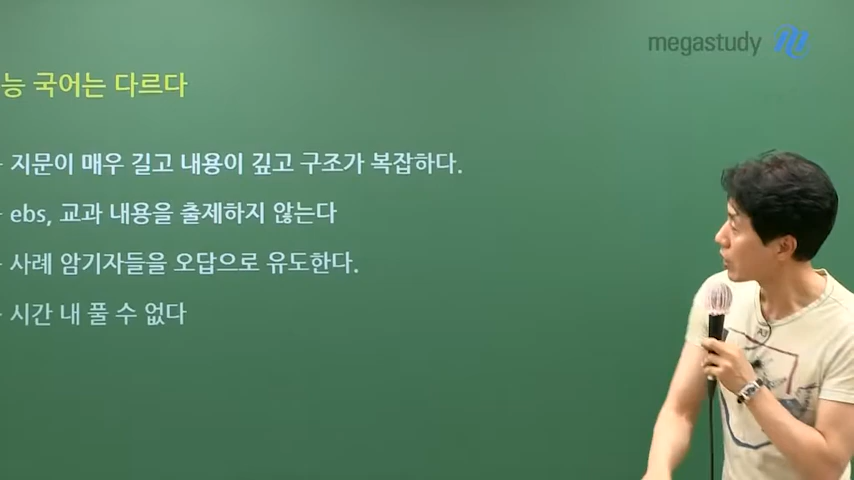 megastudy
능 국어는 다르다
- 지문이 매우 길고 내용이 깊고 구조가 복잡하다.
- ebs, 교과 내용을 출제하지 않는다
- 사례 암기자들을 오답으로 유도한다.
- 시간 내 풀 수 없다